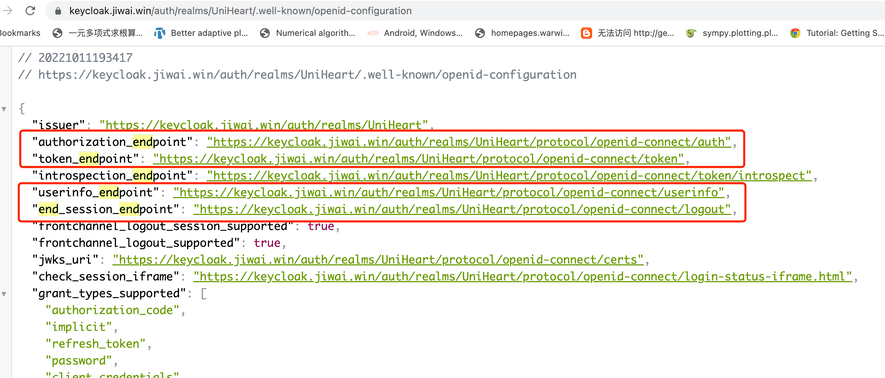 keycloak.jiwai.win/auth/realms/UniHeart/.well-known/openid-configuration
Bookmarks 一元多项式求根算... Better adaptive pl... Numerical algorithm... Android, Windows... homepages.warwi... 无法访问 http://ge... sympy.plotting.pl... Tutorial: Getting S...
// 20221011193417
// https://keycloak.jiwai.win/auth/realms/UniHeart/.well-known/openid-configuration
{
"issuer": "https://keycloak.jiwai.win/auth/realms/UniHeart",
"authorization_endpoint": "https://keycloak.jiwai.win/auth/realms/UniHeart/protocol/openid-connect/auth",
"token_endpoint": "https://keycloak.jiwai.win/auth/realms/UniHeart/protocol/openid-connect/token",
"introspection_endpoint": "https://keycloak.jiwai.win/auth/realms/UniHeart/protocol/openid-connect/token/introspect",
"userinfo_endpoint": "https://keycloak.jiwai.win/auth/realms/UniHeart/protocol/openid-connect/userinfo",
"end_session_endpoint": "https://keycloak.jiwai.win/auth/realms/UniHeart/protocol/openid-connect/logout",
"frontchannel_logout_session_supported": true,
"frontchannel_logout_supported": true,
"jwks_uri": "https://keycloak.jiwai.win/auth/realms/UniHeart/protocol/openid-connect/certs",
"check_session_iframe": "https://keycloak.jiwai.win/auth/realms/UniHeart/protocol/openid-connect/login-status-iframe.html",
"grant_types_supported": [
"authorization_code",
"implicit",
"refresh_token",
"password",
"client_credentials"